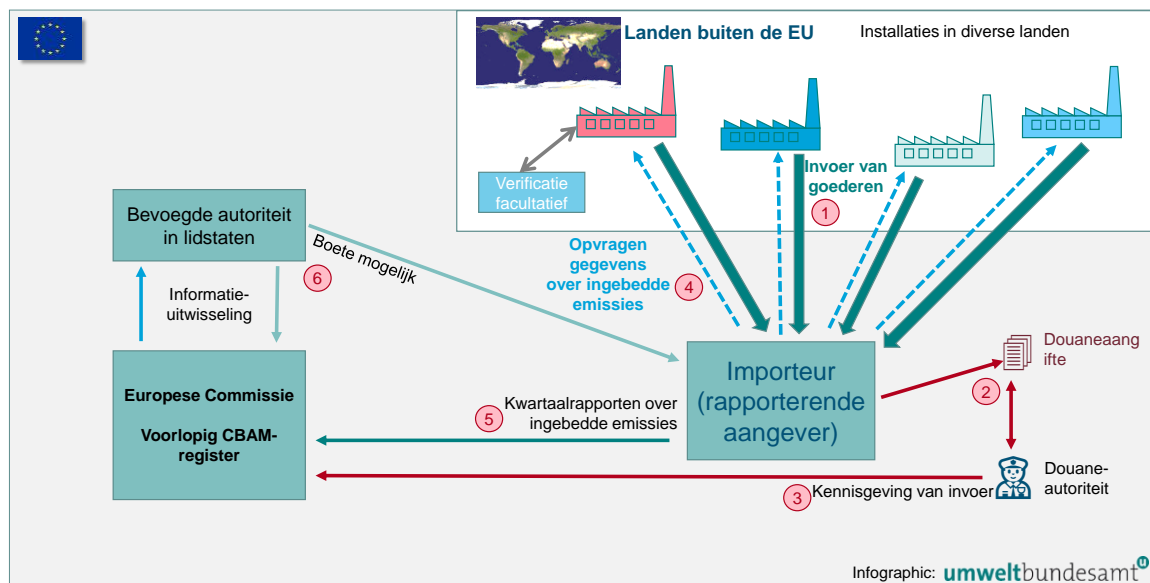 Landen buiten de EU
Installaties in diverse landen
Verificatie
facultatief
Invoer van
goederen
1
Bevoegde autoriteit
in lidstaten
Boete mogelijk
6
Opvragen
gegevens
over ingebedde
emissies
4
Informatie-
uitwisseling
Europese Commissie
Voorlopig CBAM-
register
Importeur
(rapporterende
aangever)
Douaneaang
ifte
2
5
Kwartaalrapporten over
ingebedde emissies
3
Kennisgeving van invoer
Douane-
autoriteit
Infographic: umweltbundesamt u